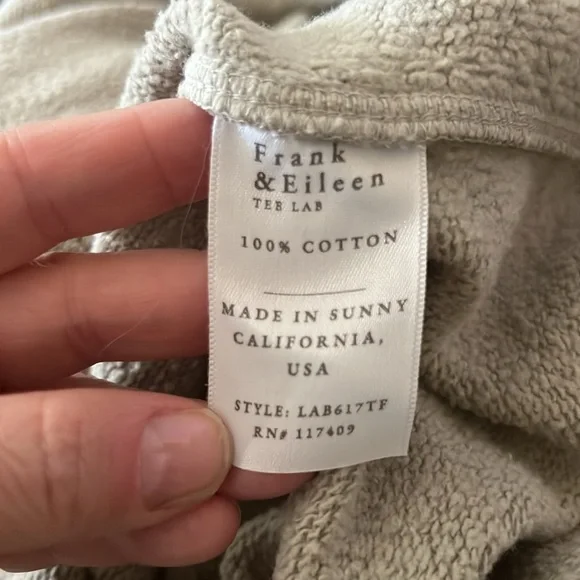 Frank
&Eileen
TEE LAB
100% COTTON
MADE IN SUNNY
CALIFORNIA,
USA
STYLE: LAB617TF
RN# 117409